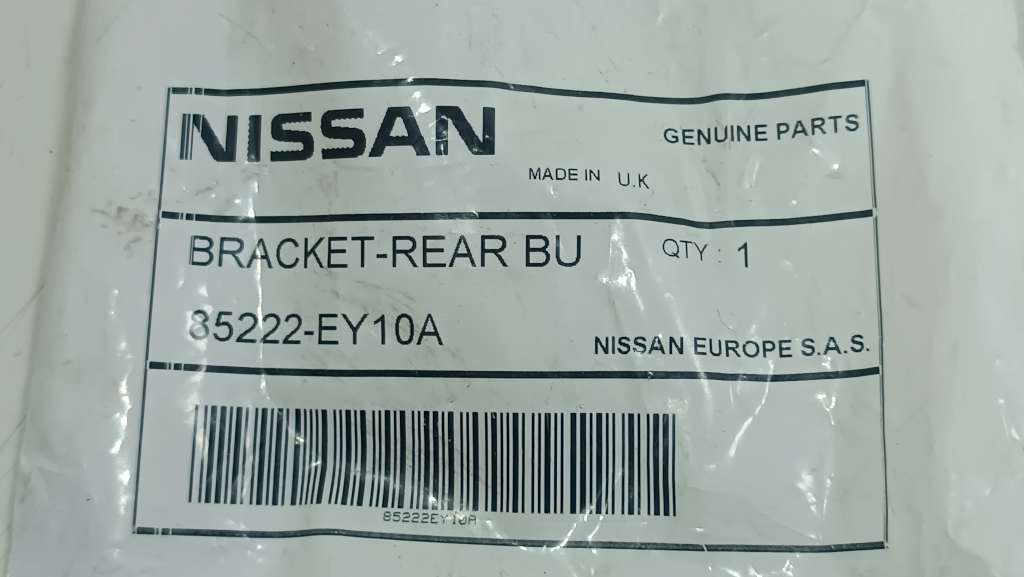 NISSAN
GENUINE PARTS
MADE IN U.K
BRACKET-REAR BU QTY : 1
85222-EY10A
NISSAN EUROPE S.A.S.
85222EY10A